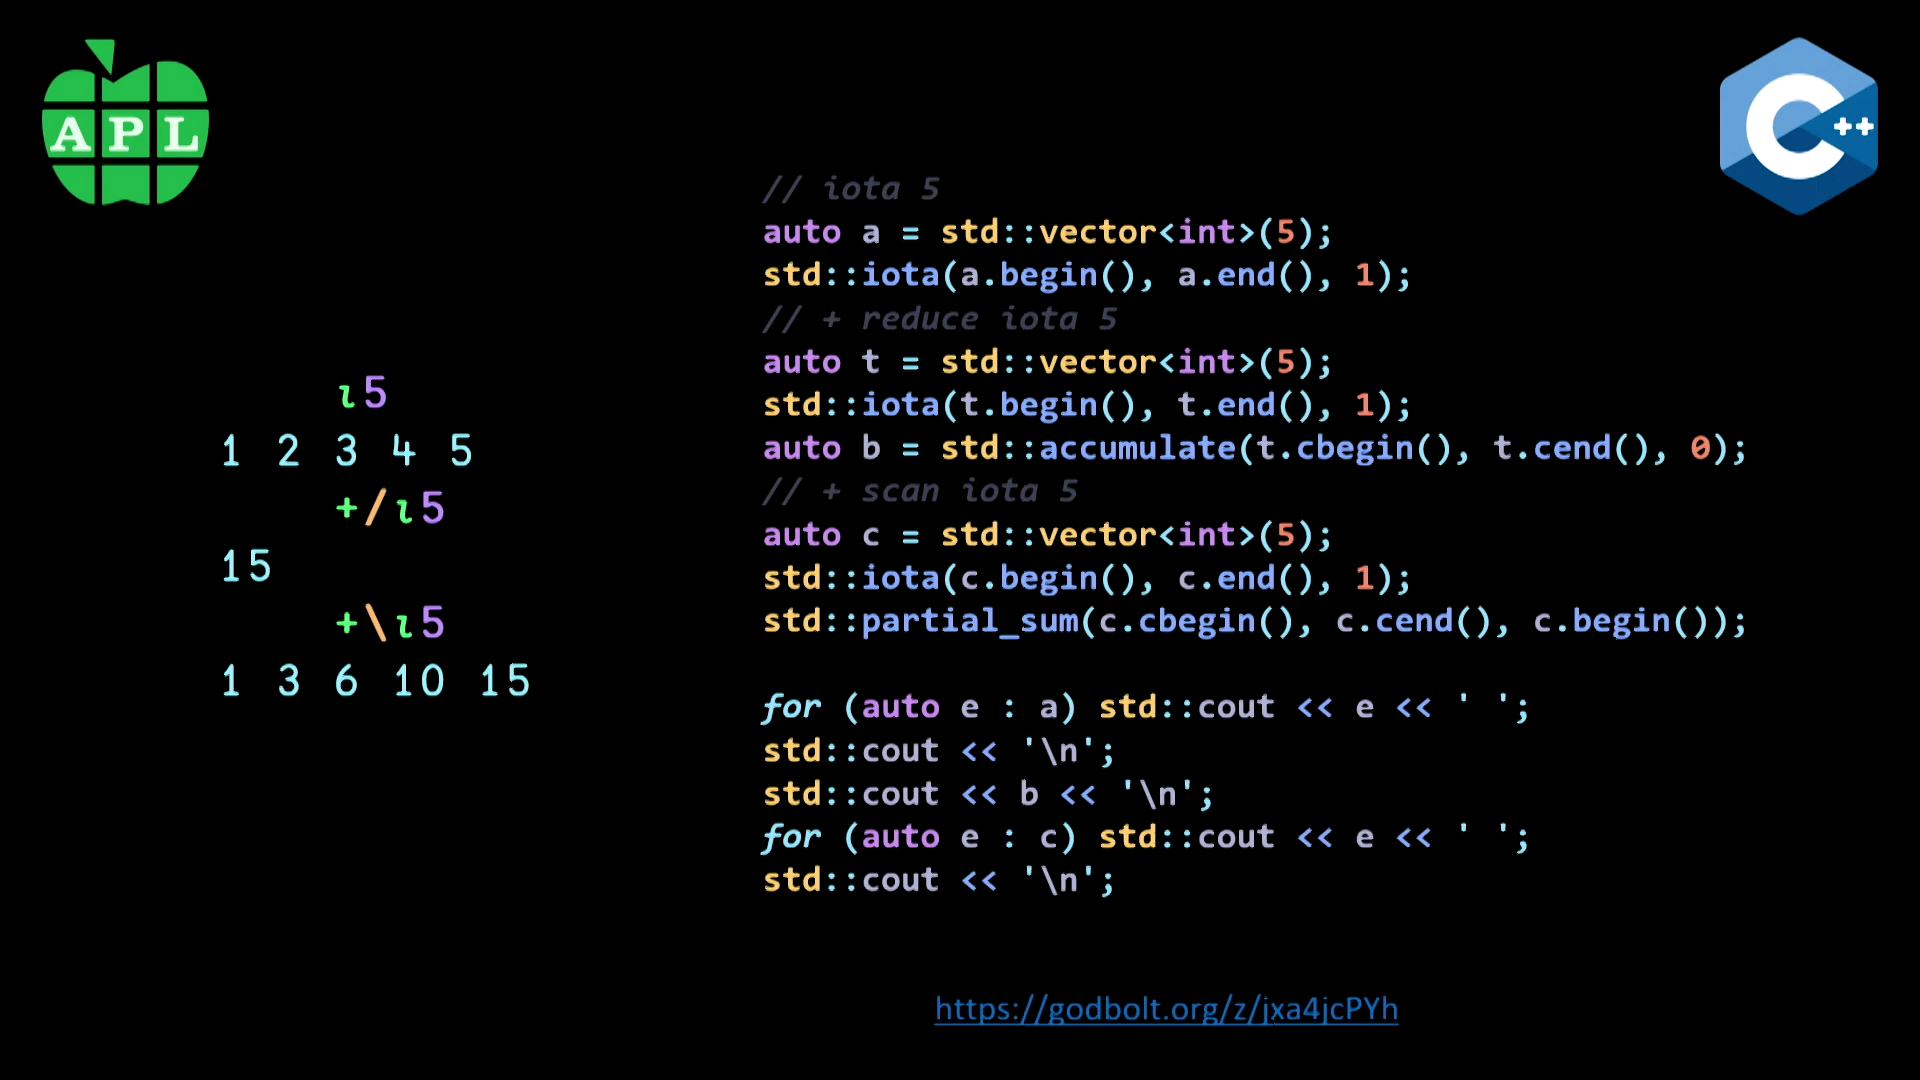 APL
C++
⍳5
1 2 3 4 5
+/⍳5
15
+\⍳5
1 3 6 10 15
// iota 5
auto a = std::vector<int>(5);
std::iota(a.begin(), a.end(), 1);
// + reduce iota 5
auto t = std::vector<int>(5);
std::iota(t.begin(), t.end(), 1);
auto b = std::accumulate(t.cbegin(), t.cend(), 0);
// + scan iota 5
auto c = std::vector<int>(5);
std::iota(c.begin(), c.end(), 1);
std::partial_sum(c.cbegin(), c.cend(), c.begin());
for (auto e : a) std::cout << e << ' ';
std::cout << '\n';
std::cout << b << '\n';
for (auto e : c) std::cout << e << ' ';
std::cout << '\n';
https://godbolt.org/z/jxa4jcPYh